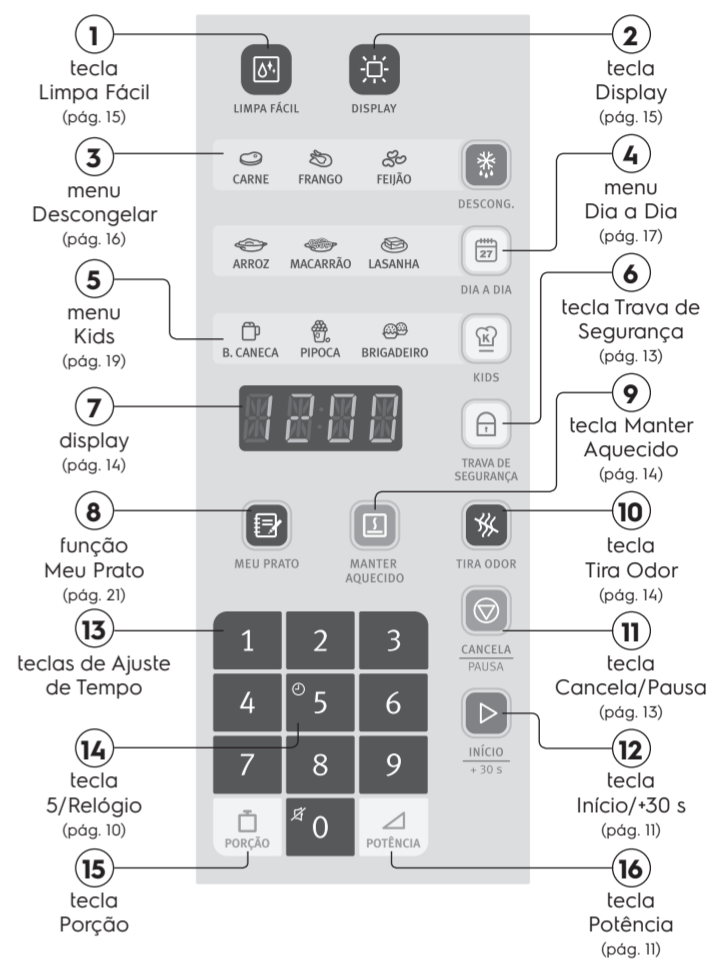 1
tecla
Limpa Fácil
(pág. 15)
2
tecla
Display
(pág. 15)
LIMPA FÁCIL
DISPLAY
3
menu
Descongelar
(pág. 16)
CARNE
FRANGO
FEIJÃO
DESCONG.
4
menu
Dia a Dia
(pág. 17)
ARROZ
MACARRÃO
LASANHA
27
DIA A DIA
5
menu
Kids
(pág. 19)
B. CANECA
PIPOCA
BRIGADEIRO
K
KIDS
6
tecla Trava de
Segurança
(pág. 13)
7
display
(pág. 14)
12:00
TRAVA DE
SEGURANÇA
9
tecla Manter
Aquecido
(pág. 14)
8
função
Meu Prato
(pág. 21)
MEU PRATO
MANTER
AQUECIDO
TIRA ODOR
10
tecla
Tira Odor
(pág. 14)
13
teclas de Ajuste
de Tempo
1
2
3
4
5
6
7
8
9
0
PORÇÃO
POTÊNCIA
CANCELA
PAUSA
11
tecla
Cancela/Pausa
(pág. 13)
INÍCIO
+ 30 s
12
tecla
Início/+30 s
(pág. 11)
14
tecla
5/Relógio
(pág. 10)
15
tecla
Porção
16
tecla
Potência
(pág. 11)